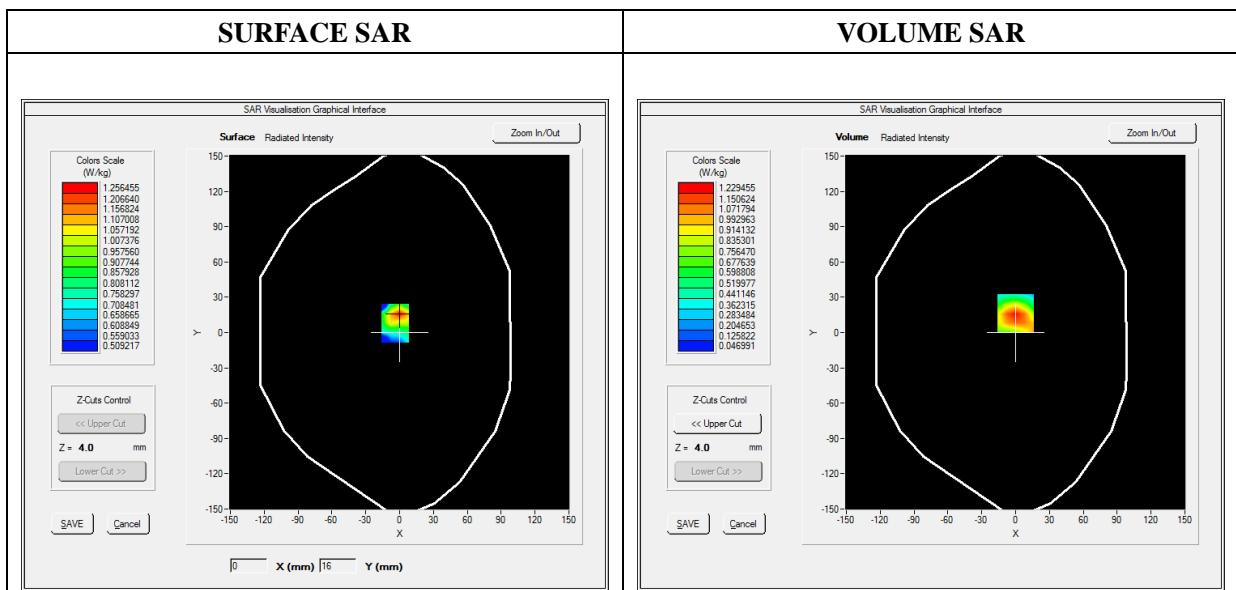 SURFACE SAR
VOLUME SAR
SAR Visualisation Graphical Interface
Surface Radiated Intensity
Zoom In/Out
Colors Scale
(W/kg)
1.256455
1.206640
1.156824
1.107008
1.057192
1.007376
0.957560
0.907744
0.857928
0.808112
0.758297
0.708481
0.658665
0.608849
0.559033
0.509217
Z-Cuts Control
<< Upper Cut
Z = 4.0 mm
Lower Cut >>
SAVE Cancel
150
120
90
60
30
0
-30
-60
-90
-120
-150
Y
-150 -120 -90 -60 -30 0 30 60 90 120 150
X
0 X (mm) 16 Y (mm)
SAR Visualisation Graphical Interface
Volume Radiated Intensity
Zoom In/Out
Colors Scale
(W/kg)
1.229455
1.150624
1.071794
0.992963
0.914132
0.835301
0.756470
0.677639
0.598808
0.519977
0.441146
0.362315
0.283484
0.204653
0.125822
0.046991
Z-Cuts Control
<< Upper Cut
Z = 4.0 mm
Lower Cut >>
SAVE Cancel
150
120
90
60
30
0
-30
-60
-90
-120
-150
Y
-150 -120 -90 -60 -30 0 30 60 90 120 150
X